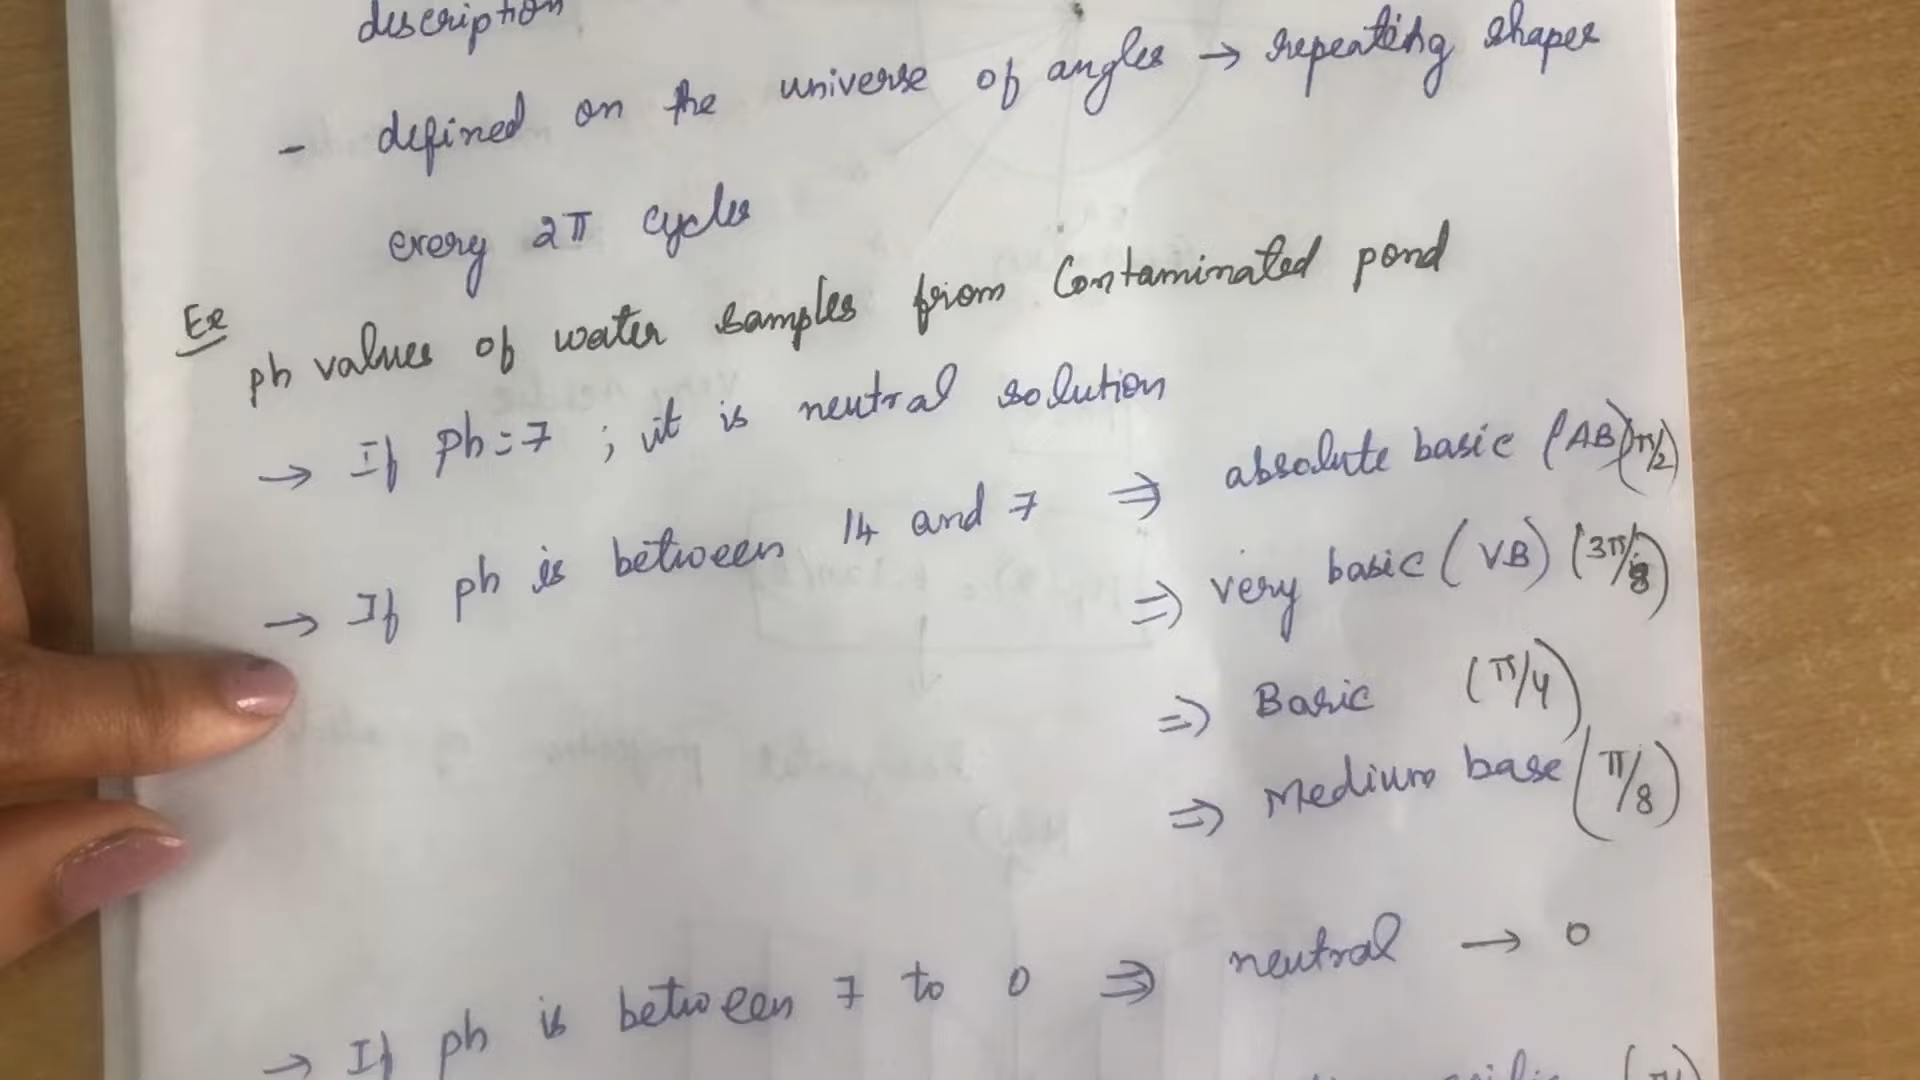 description
- defined on the universe of angles → repeating shapes
every 2π cycles
Ex
ph values of water samples from Contaminated pond
→ If Ph=7 ; it is neutral solution
→ If ph is between 14 and 7 ⇒ absolute basic (AB) (π/2)
⇒ very basic (VB) (3π/8)
⇒ Basic (π/4)
⇒ Medium base (π/8)
→ If ph is between 7 to 0 ⇒ neutral → 0